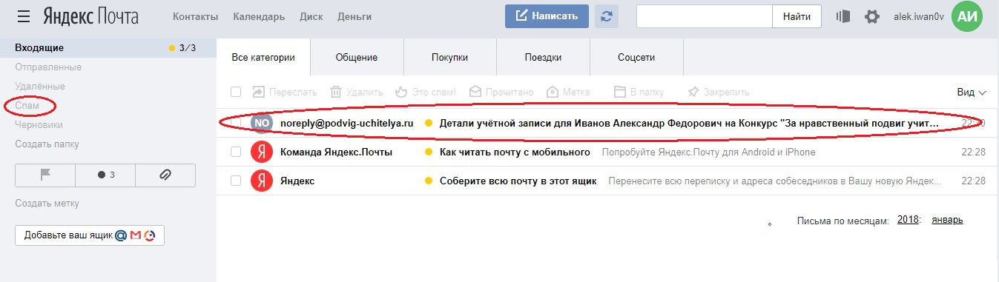 Яндекс Почта Контакты Календарь Диск Деньги Написать Найти alek.iwan0v АИ
Входящие 3/3
Отправленные
Удалённые
Спам
Черновики
Создать папку
3
Создать метку
Добавьте ваш ящик
Все категории Общение Покупки Поездки Соцсети
Переслать Удалить Это спам! Прочитано Метка В папку Закрепить Вид
NO noreply@podvig-uchitelya.ru Детали учётной записи для Иванов Александр Федорович на Конкурс "За нравственный подвиг учит…
Я Команда Яндекс.Почты Как читать почту с мобильного Попробуйте Яндекс.Почту для Android и iPhone 22:28
Я Яндекс Соберите всю почту в этот ящик Перенесите всю переписку и адреса собеседников в Вашу новую Яндек… 22:28
Письма по месяцам: 2018: январь